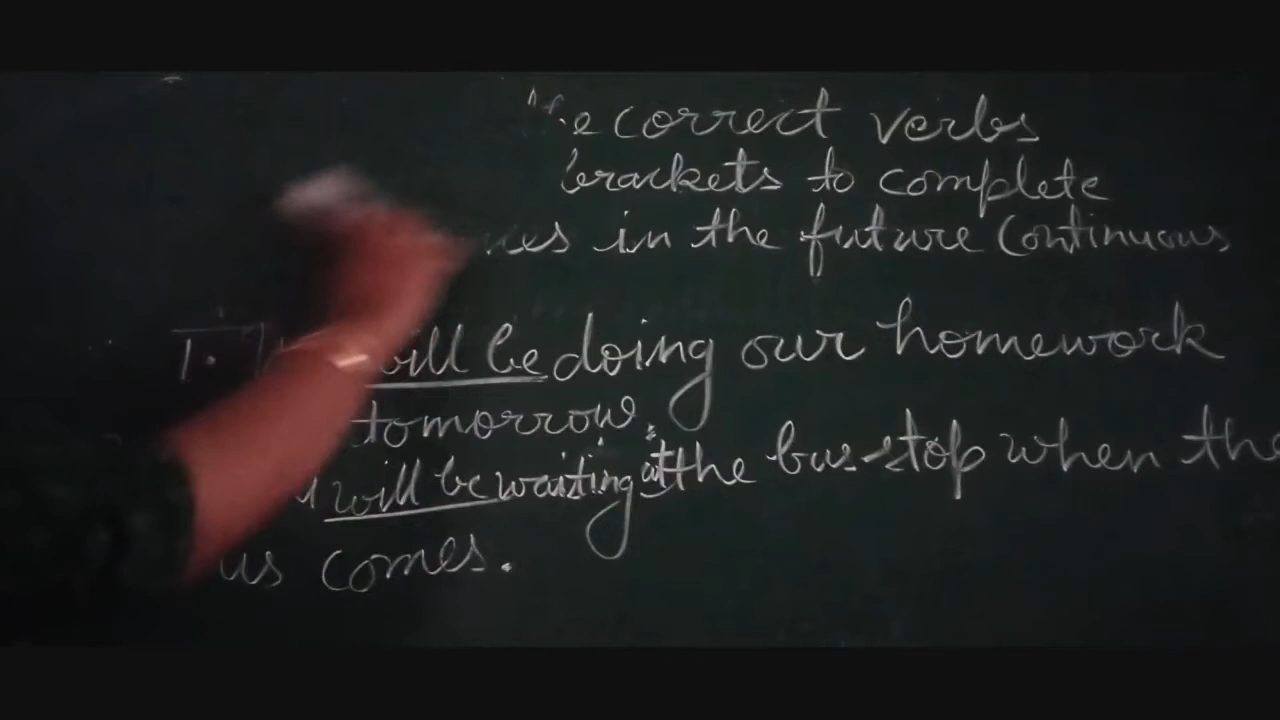 correct verbs
brackets to complete
in the future Continuous
1. will be doing our homework
tomorrow.
will be waiting at the bus-stop when the
comes.